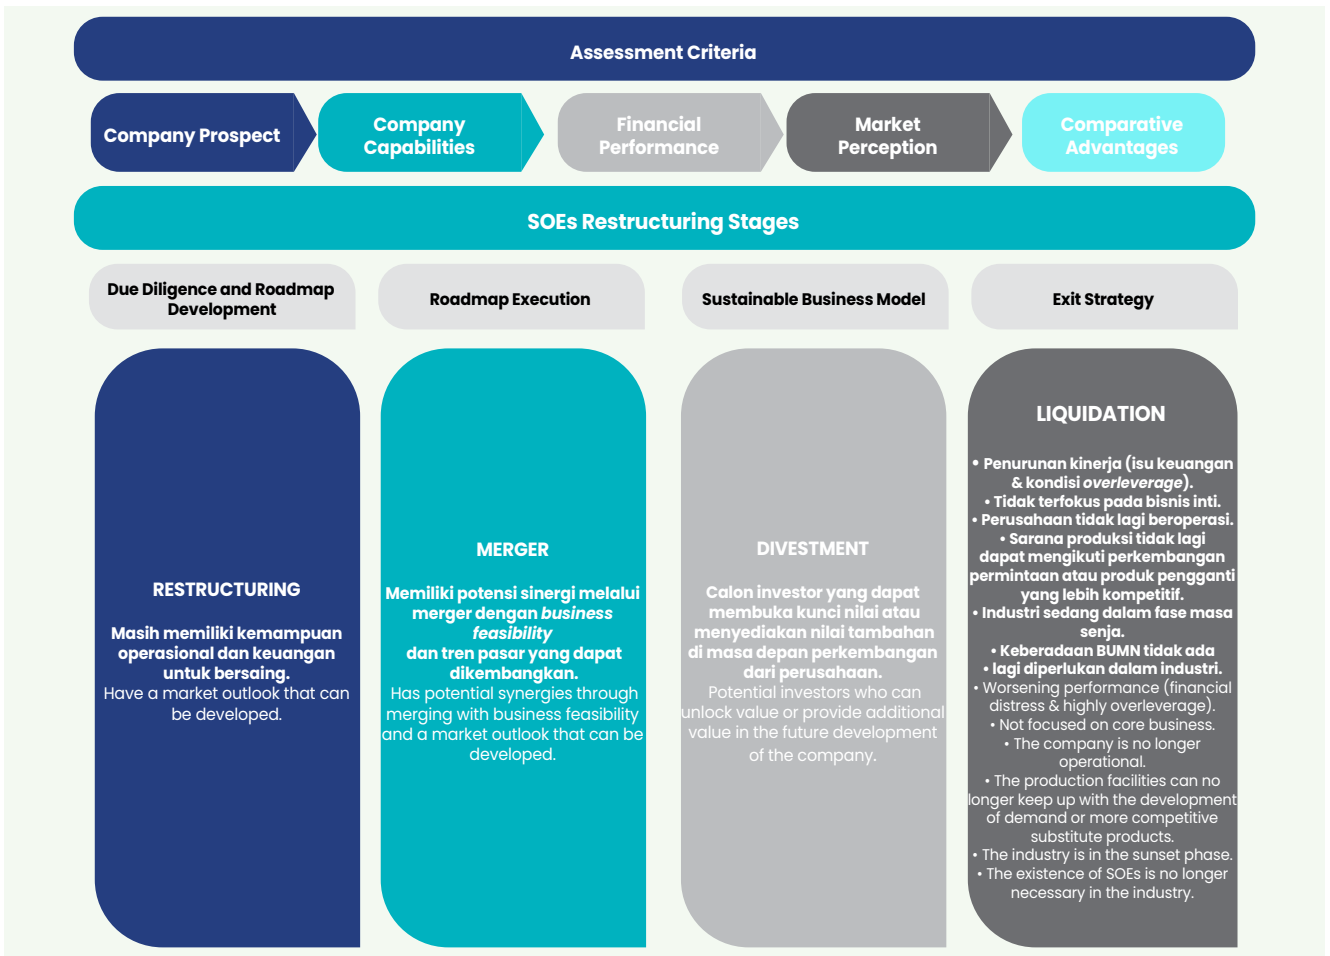 Assessment Criteria
Company Prospect
Company
Capabilities
Financial
Performance
Market
Perception
Comparative
Advantages
SOEs Restructuring Stages
Due Diligence and Roadmap
Development
Roadmap Execution
Sustainable Business Model
Exit Strategy
RESTRUCTURING
Masih memiliki kemampuan
operasional dan keuangan
untuk bersaing.
Have a market outlook that can
be developed.
MERGER
Memiliki potensi sinergi melalui
merger dengan business
feasibility
dan tren pasar yang dapat
dikembangkan.
Has potential synergies through
merging with business feasibility
and a market outlook that can be
developed.
DIVESTMENT
Calon investor yang dapat
membuka kunci nilai atau
menyediakan nilai tambahan
di masa depan perkembangan
dari perusahaan.
Potential investors who can
unlock value or provide additional
value in the future development
of the company.
LIQUIDATION
• Penurunan kinerja (isu keuangan
& kondisi overleverage).
• Tidak terfokus pada bisnis inti.
• Perusahaan tidak lagi beroperasi.
• Sarana produksi tidak lagi
dapat mengikuti perkembangan
permintaan atau produk pengganti
yang lebih kompetitif.
• Industri sedang dalam fase masa
senja.
• Keberadaan BUMN tidak ada
• lagi diperlukan dalam industri.
• Worsening performance (financial
distress & highly overleverage).
• Not focused on core business.
• The company is no longer
operational.
• The production facilities can no
longer keep up with the development
of demand or more competitive
substitute products.
• The industry is in the sunset phase.
• The existence of SOEs is no longer
necessary in the industry.